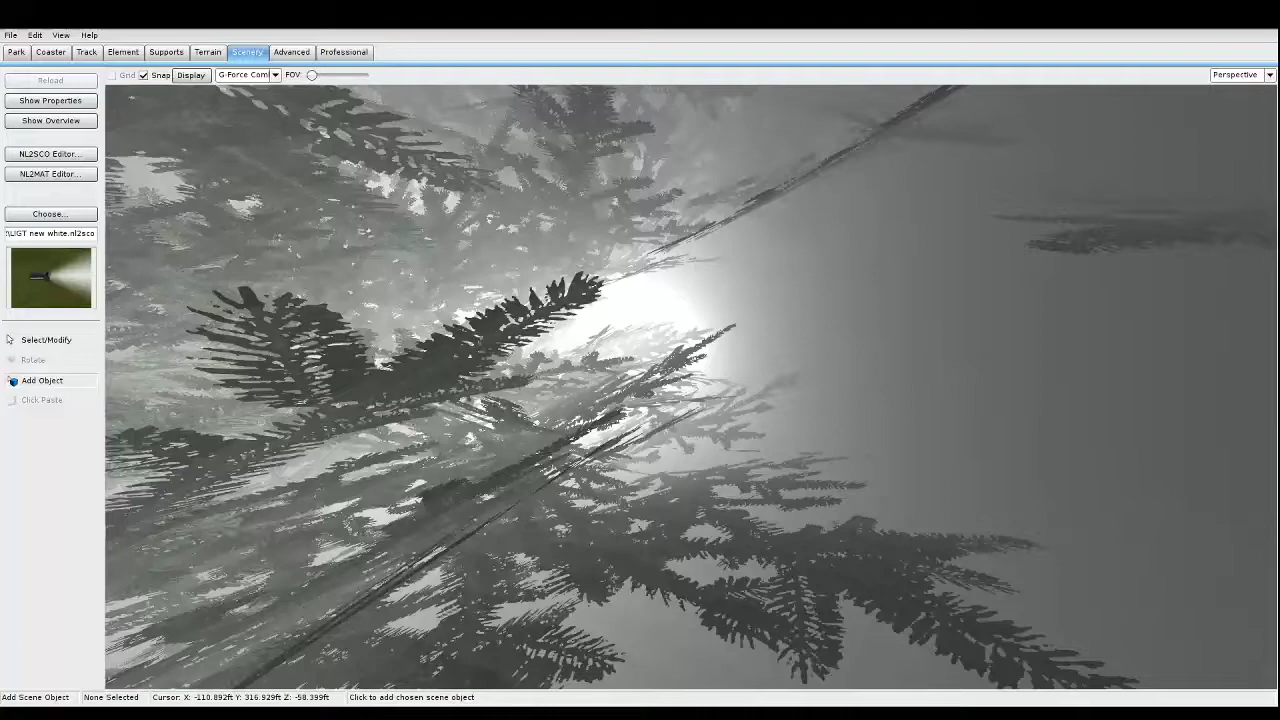 File Edit View Help
Park Coaster Track Element Supports Terrain Scenery Advanced Professional
Reload Grid Snap Display G-Force Com FOV: Perspective
Show Properties
Show Overview
NL2SCO Editor...
NL2MAT Editor...
Choose...
\LIGT new white.nl2sco
Select/Modify
Rotate
Add Object
Click Paste
Add Scene Object None Selected Cursor: X: -110.892ft Y: 316.929ft Z: -58.399ft Click to add chosen scene object